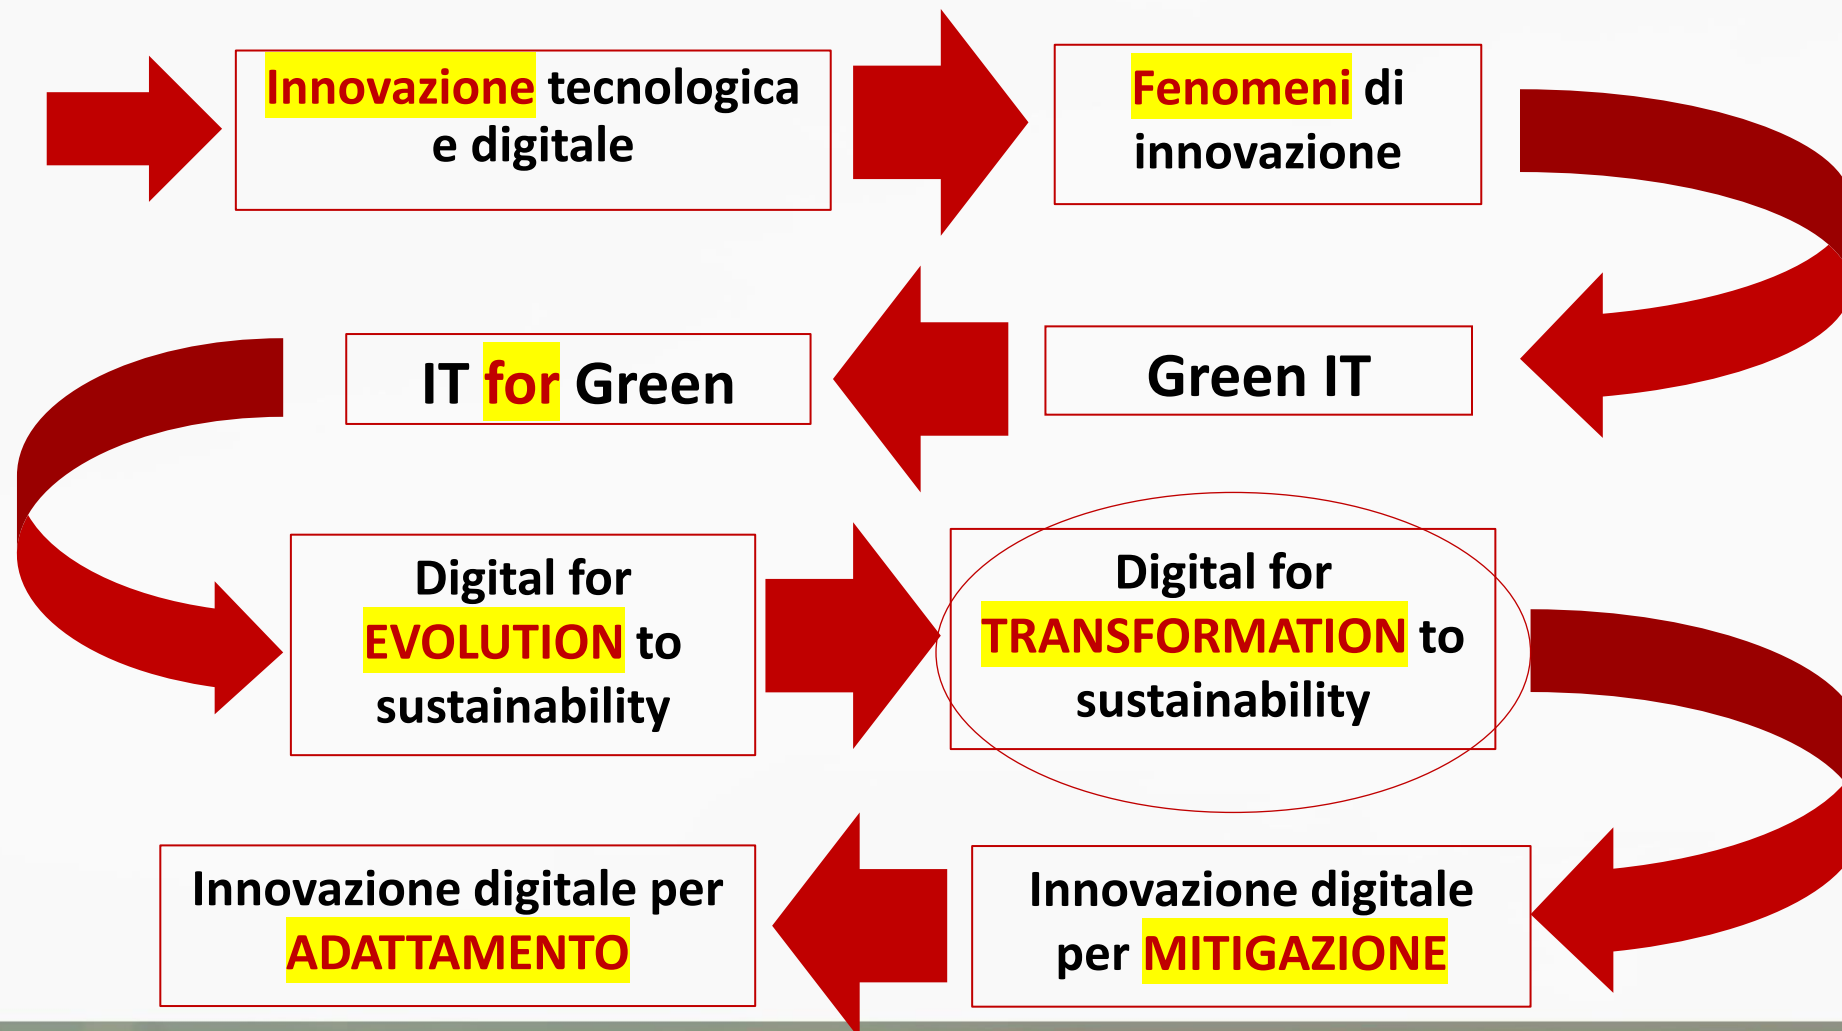 Innovazione tecnologica
e digitale
Fenomeni di
innovazione
Green IT
IT for Green
Digital for
EVOLUTION to
sustainability
Digital for
TRANSFORMATION to
sustainability
Innovazione digitale
per MITIGAZIONE
Innovazione digitale per
ADATTAMENTO